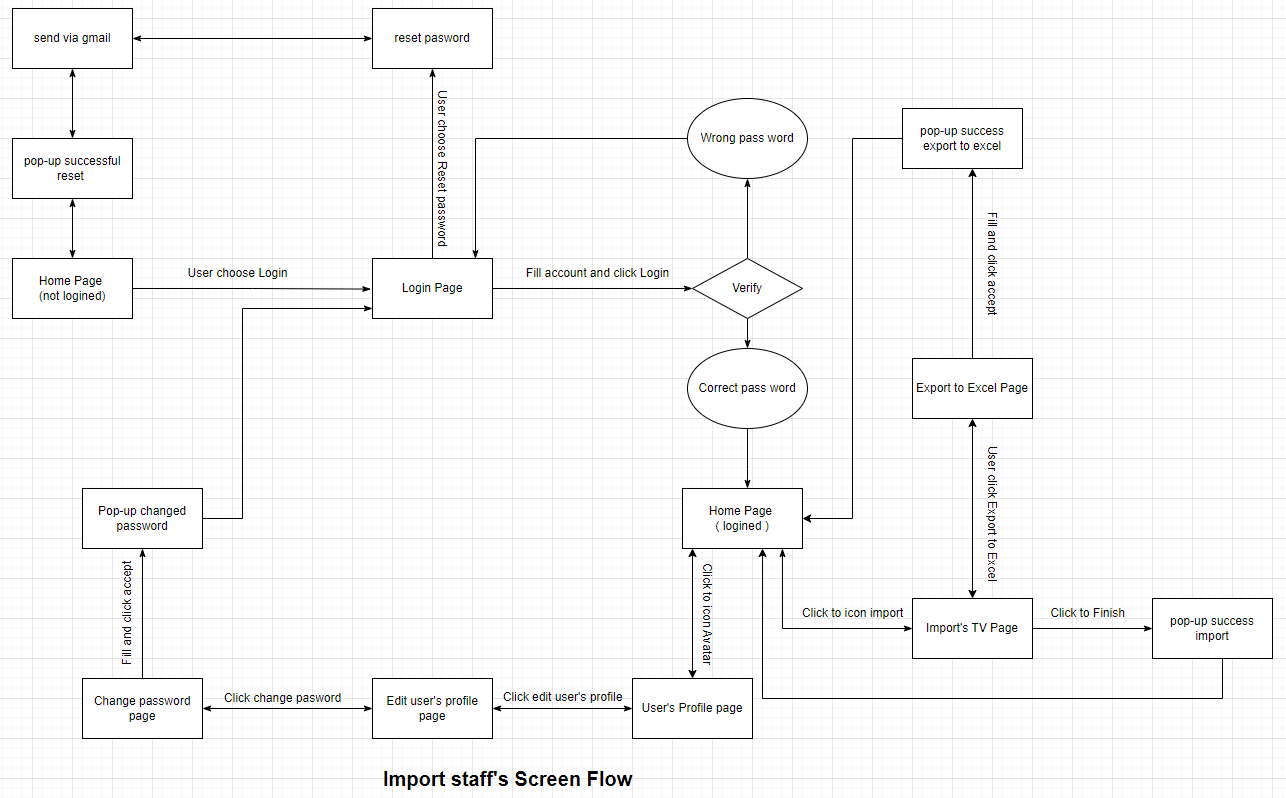 send via gmail
reset pasword
User choose Reset password
Wrong pass word
pop-up success
export to excel
pop-up successful
reset
Fill and click accept
Home Page
(not logined)
User choose Login
Login Page
Fill account and click Login
Verify
Correct pass word
Export to Excel Page
User click Export to Excel
Pop-up changed
password
Home Page
( logined )
Fill and click accept
Click to icon Avatar
Click to icon import
Import's TV Page
Click to Finish
pop-up success
import
Change password
page
Click change pasword
Edit user's profile
page
Click edit user's profile
User's Profile page
Import staff's Screen Flow